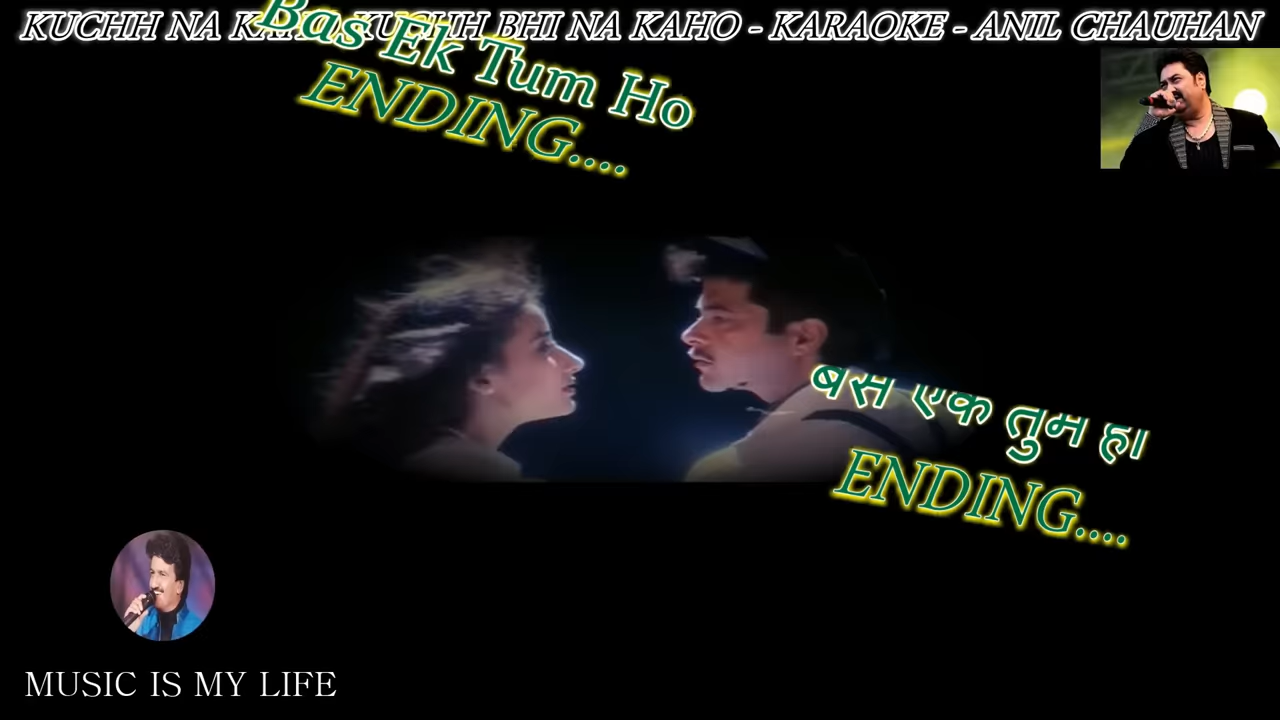 KUCHH NA KAHO KUCHH BHI NA KAHO - KARAOKE - ANIL CHAUHAN
Bas Ek Tum Ho
ENDING....
बस एक तुम हो
ENDING....
MUSIC IS MY LIFE